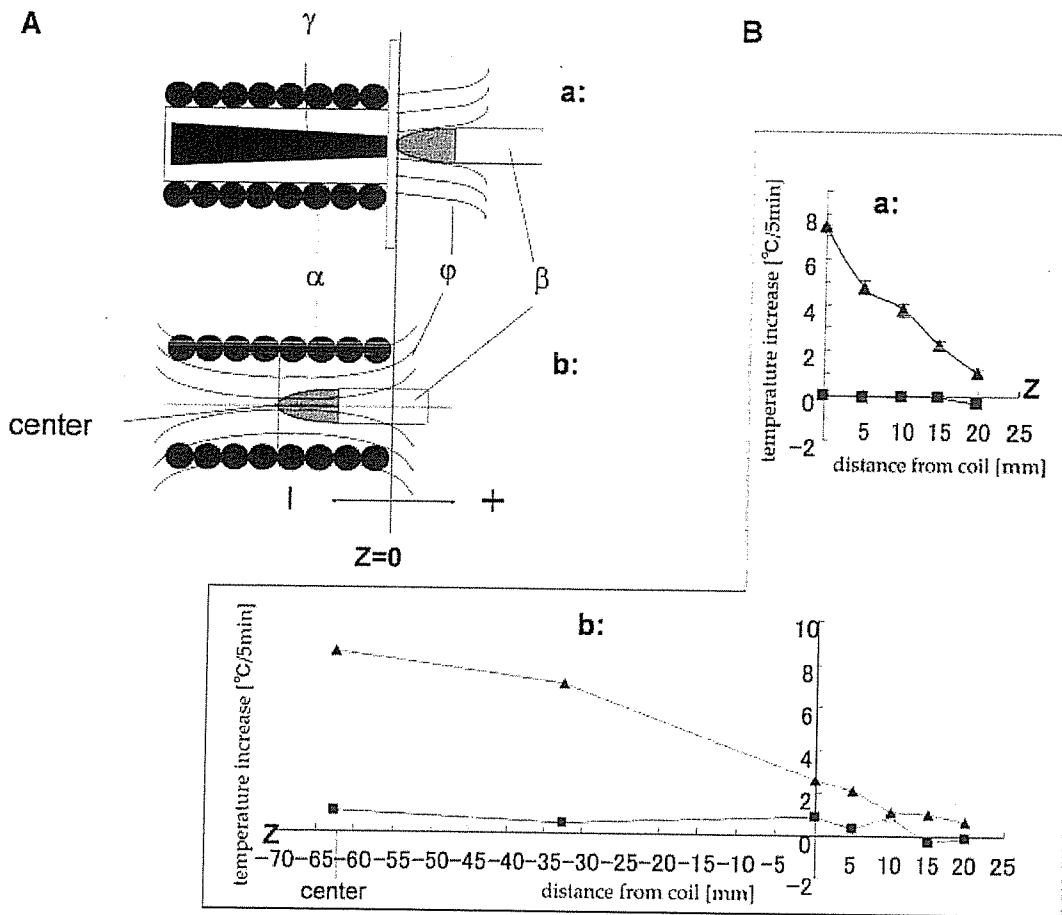 A
γ
B
a:
α
φ
β
b:
center
| +
Z=0
temperature increase [℃/5min]
a:
8
6
4
2
0
-2
Z
5 10 15 20 25
distance from coil [mm]
temperature increase [℃/5min]
b:
10
8
6
4
2
0
-2
Z
-70 -65 -60 -55 -50 -45 -40 -35 -30 -25 -20 -15 -10 -5
5 10 15 20 25
center
distance from coil [mm]